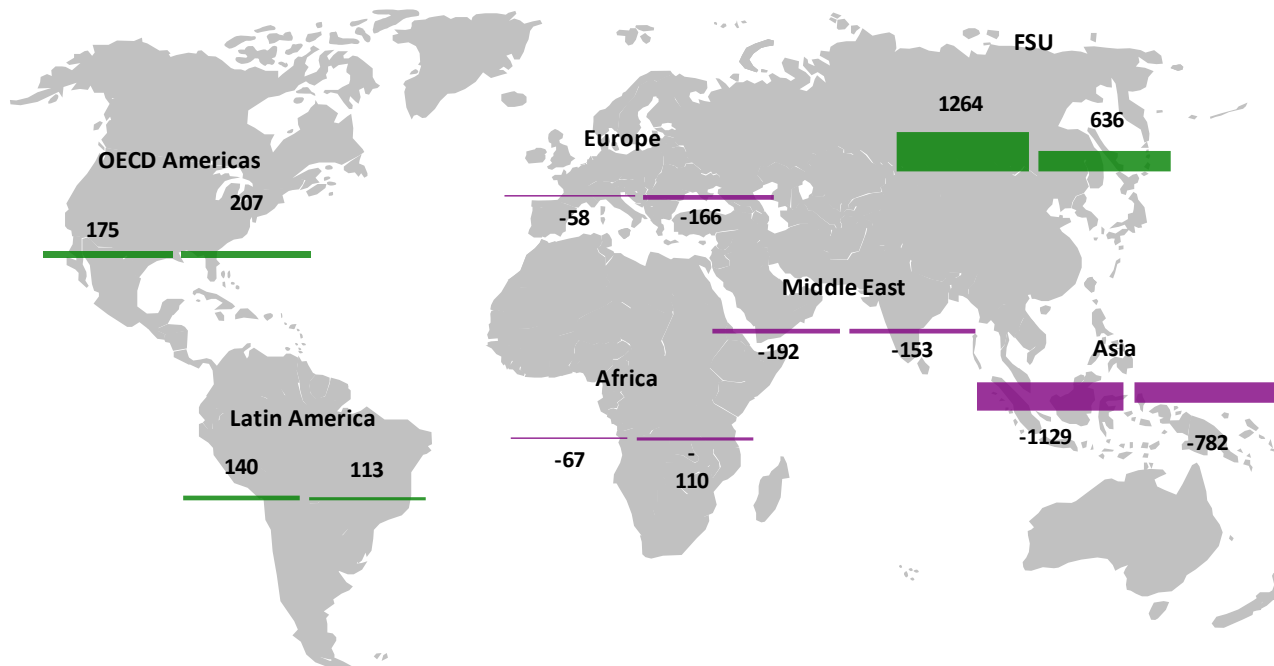 FSU
1264
636
Europe
-58
-166
OECD Americas
207
175
Middle East
-192
-153
Asia
-1129
-782
Africa
-67
-
110
Latin America
140
113